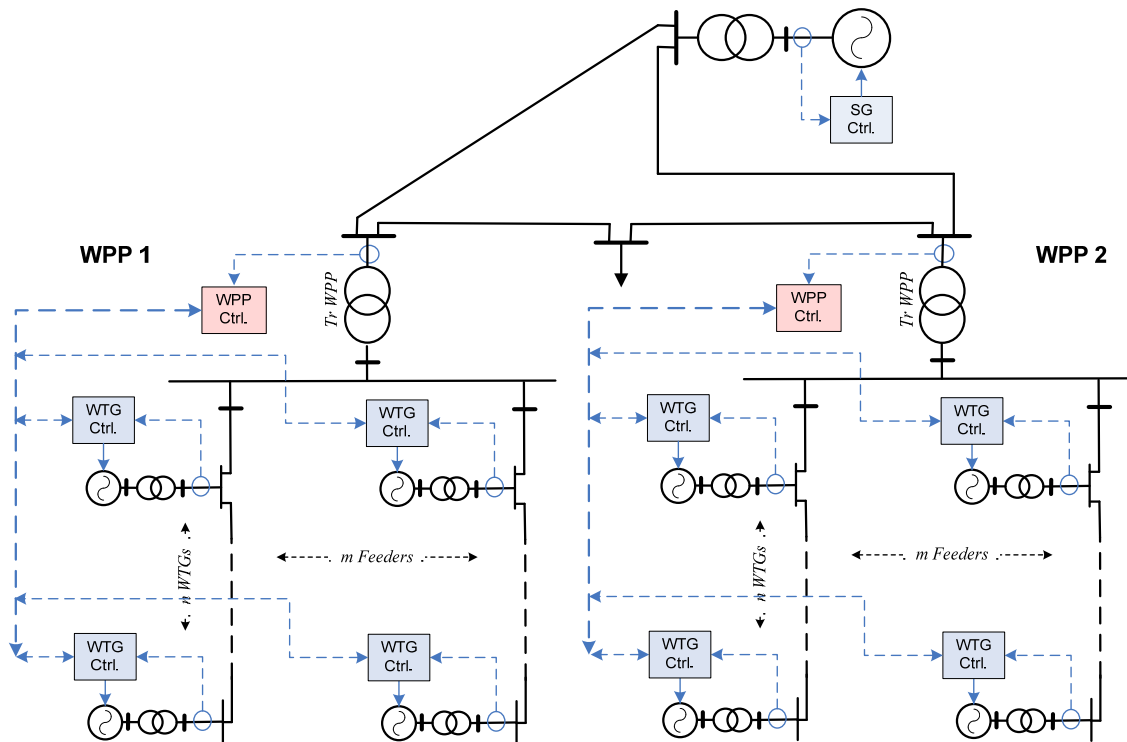 SG
Ctrl.
WPP 1
WPP 2
WPP
Ctrl.
Tr WPP
WPP
Ctrl.
Tr WPP
WTG
Ctrl.
WTG
Ctrl.
WTG
Ctrl.
WTG
Ctrl.
n WTGs
m Feeders
n WTGs
m Feeders
WTG
Ctrl.
WTG
Ctrl.
WTG
Ctrl.
WTG
Ctrl.